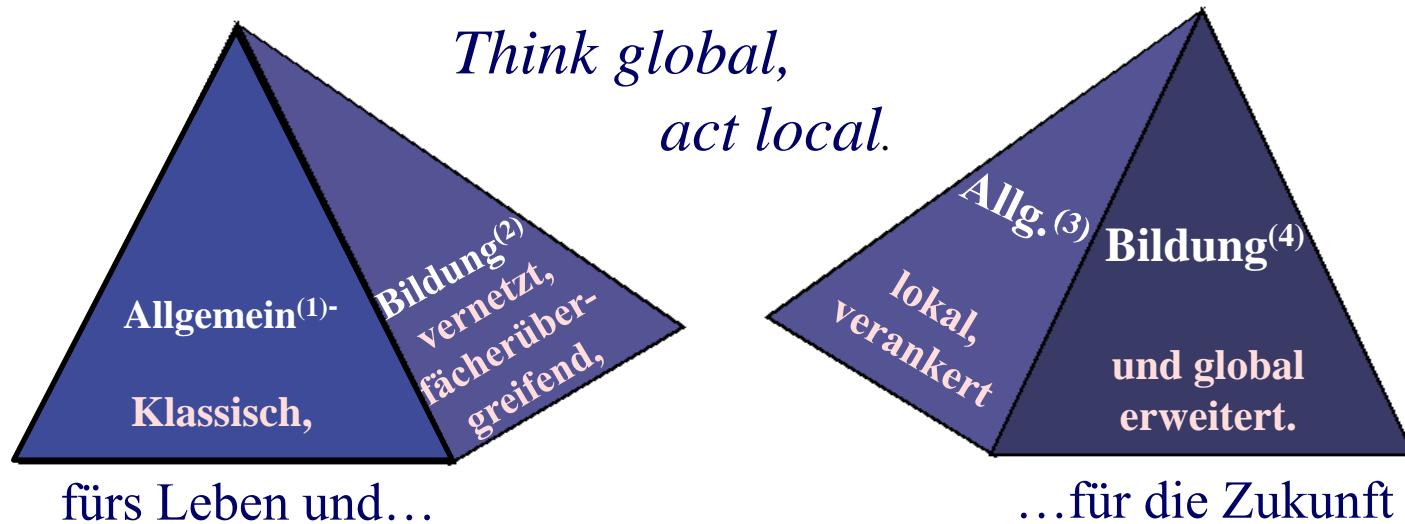 Think global,
act local.
Allgemein(1)-
Klassisch,
Bildung(2)
vernetzt,
fächerüber-
greifend,
Allg. (3)
lokal,
verankert
Bildung(4)
und global
erweitert.
fürs Leben und…
…für die Zukunft